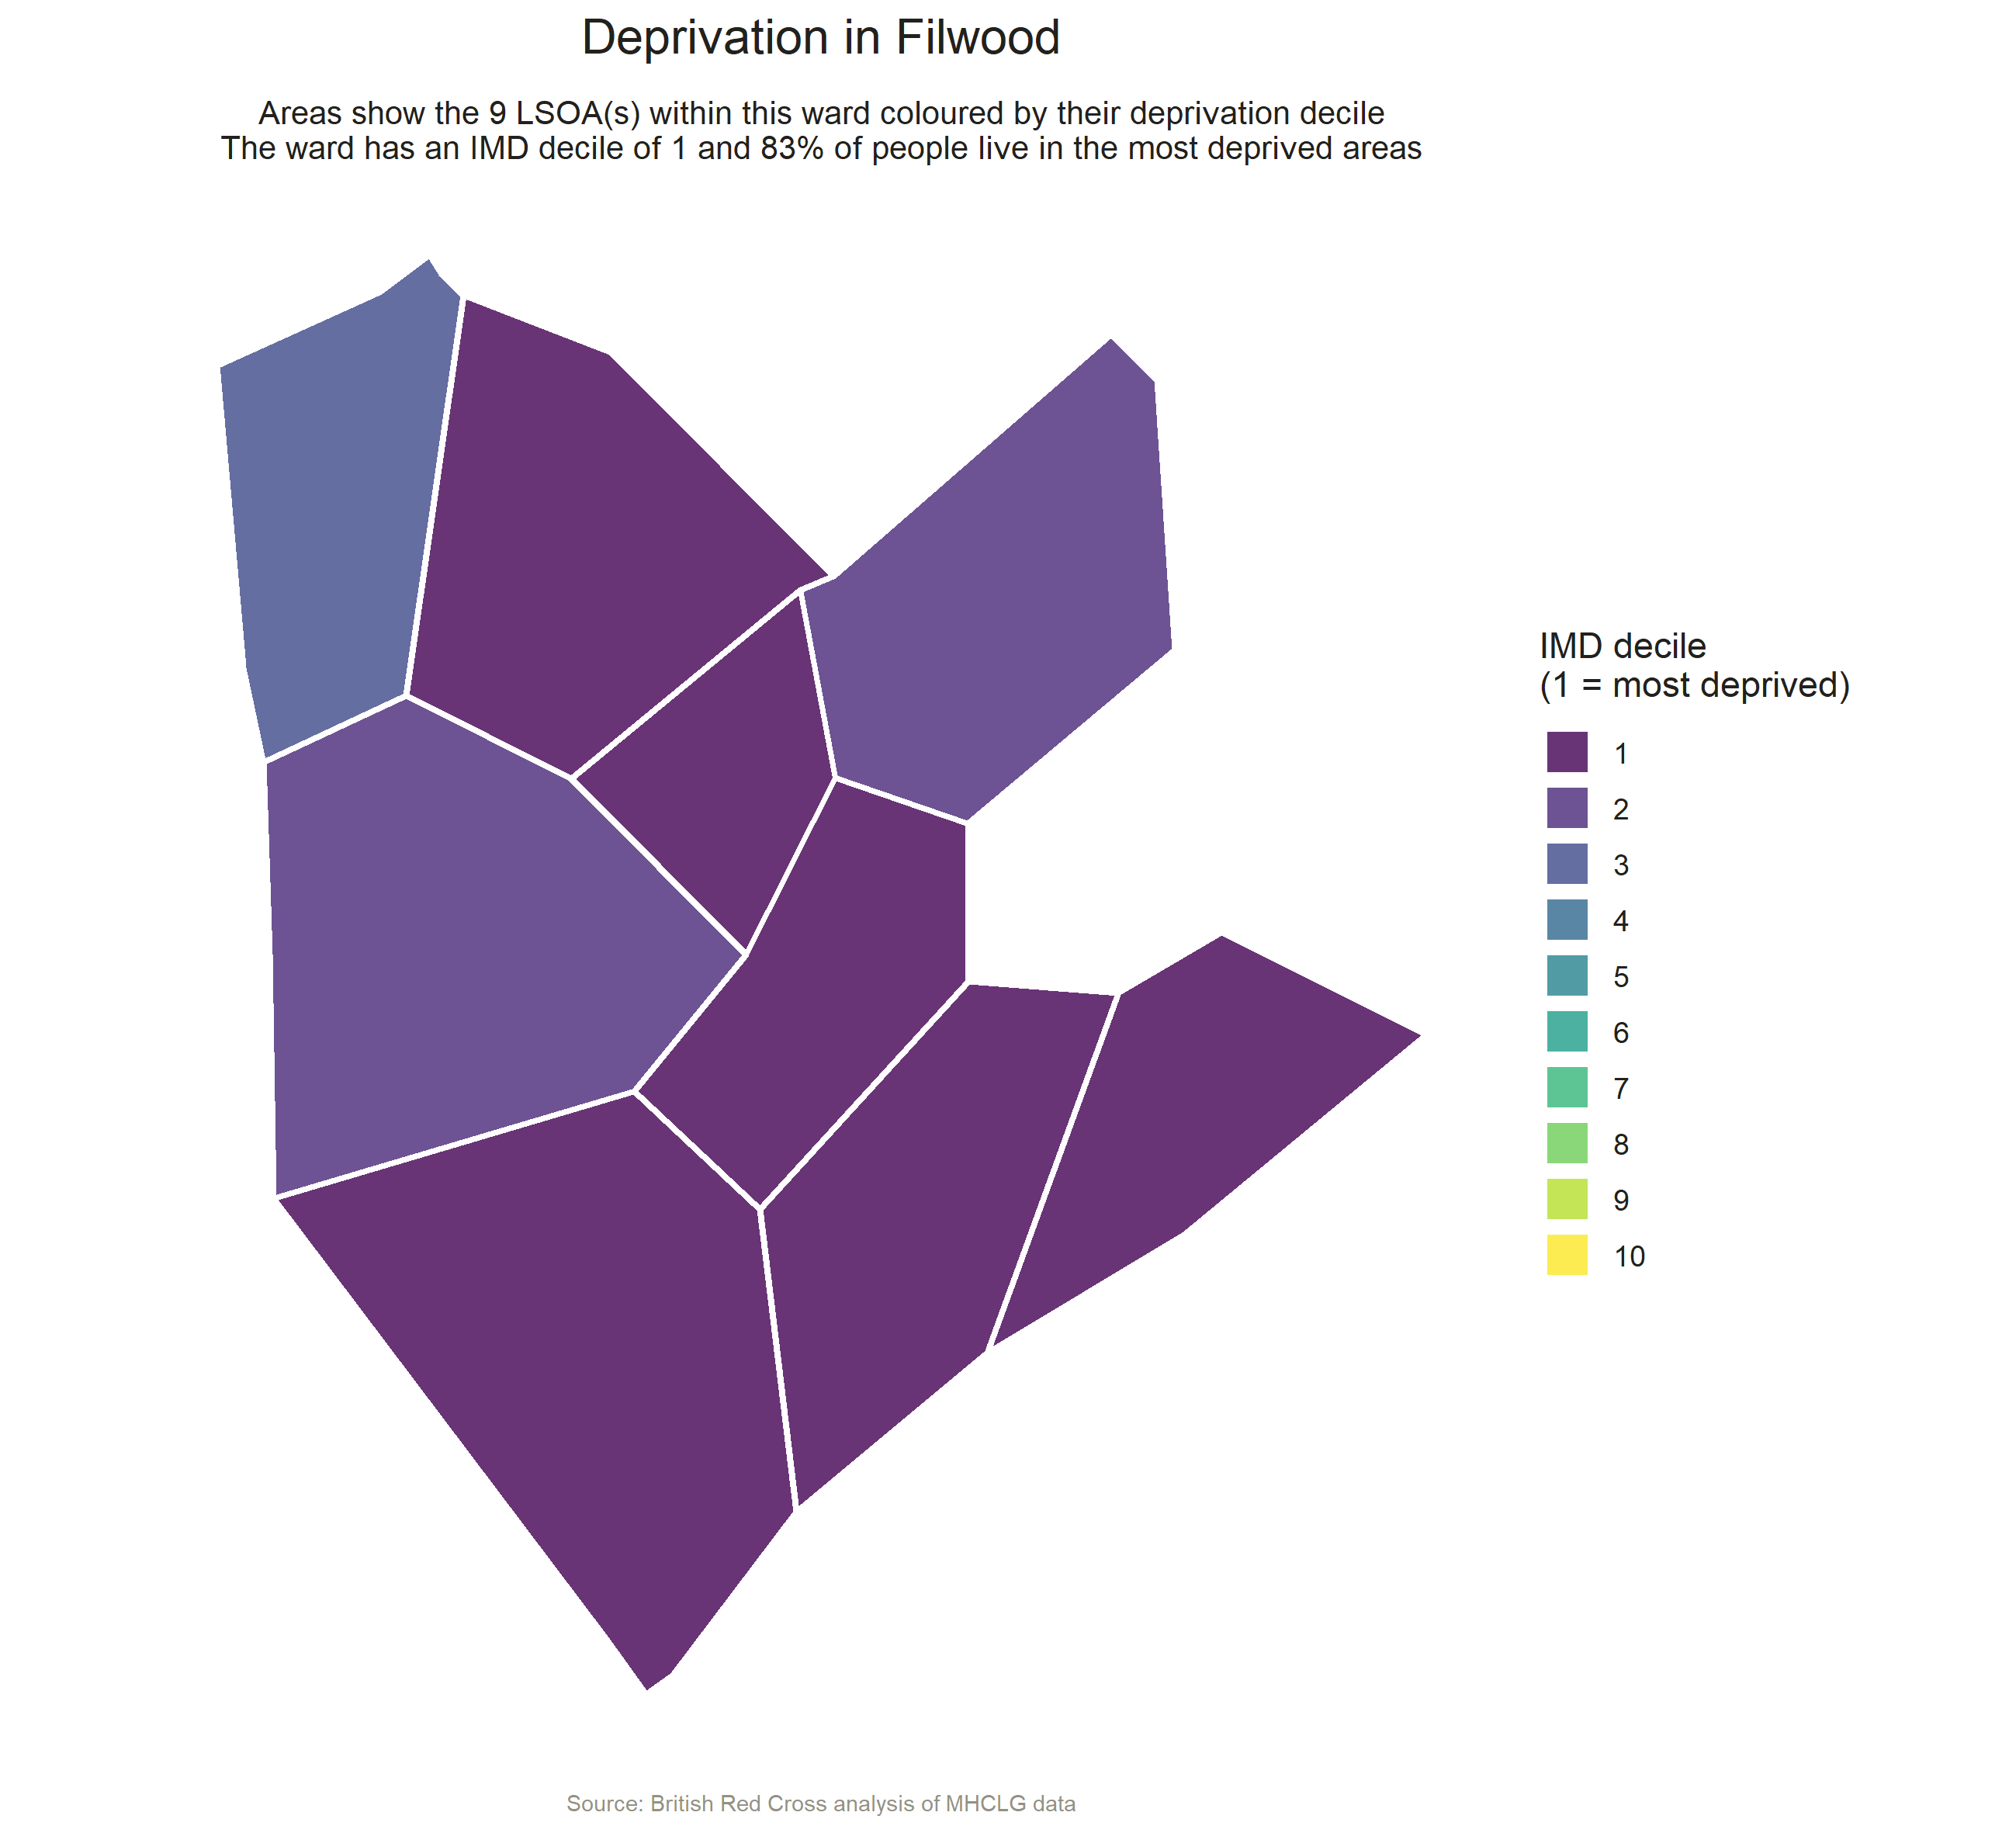 Deprivation in Filwood
Areas show the 9 LSOA(s) within this ward coloured by their deprivation decile
The ward has an IMD decile of 1 and 83% of people live in the most deprived areas
IMD decile
(1 = most deprived)
1
2
3
4
5
6
7
8
9
10
Source: British Red Cross analysis of MHCLG data